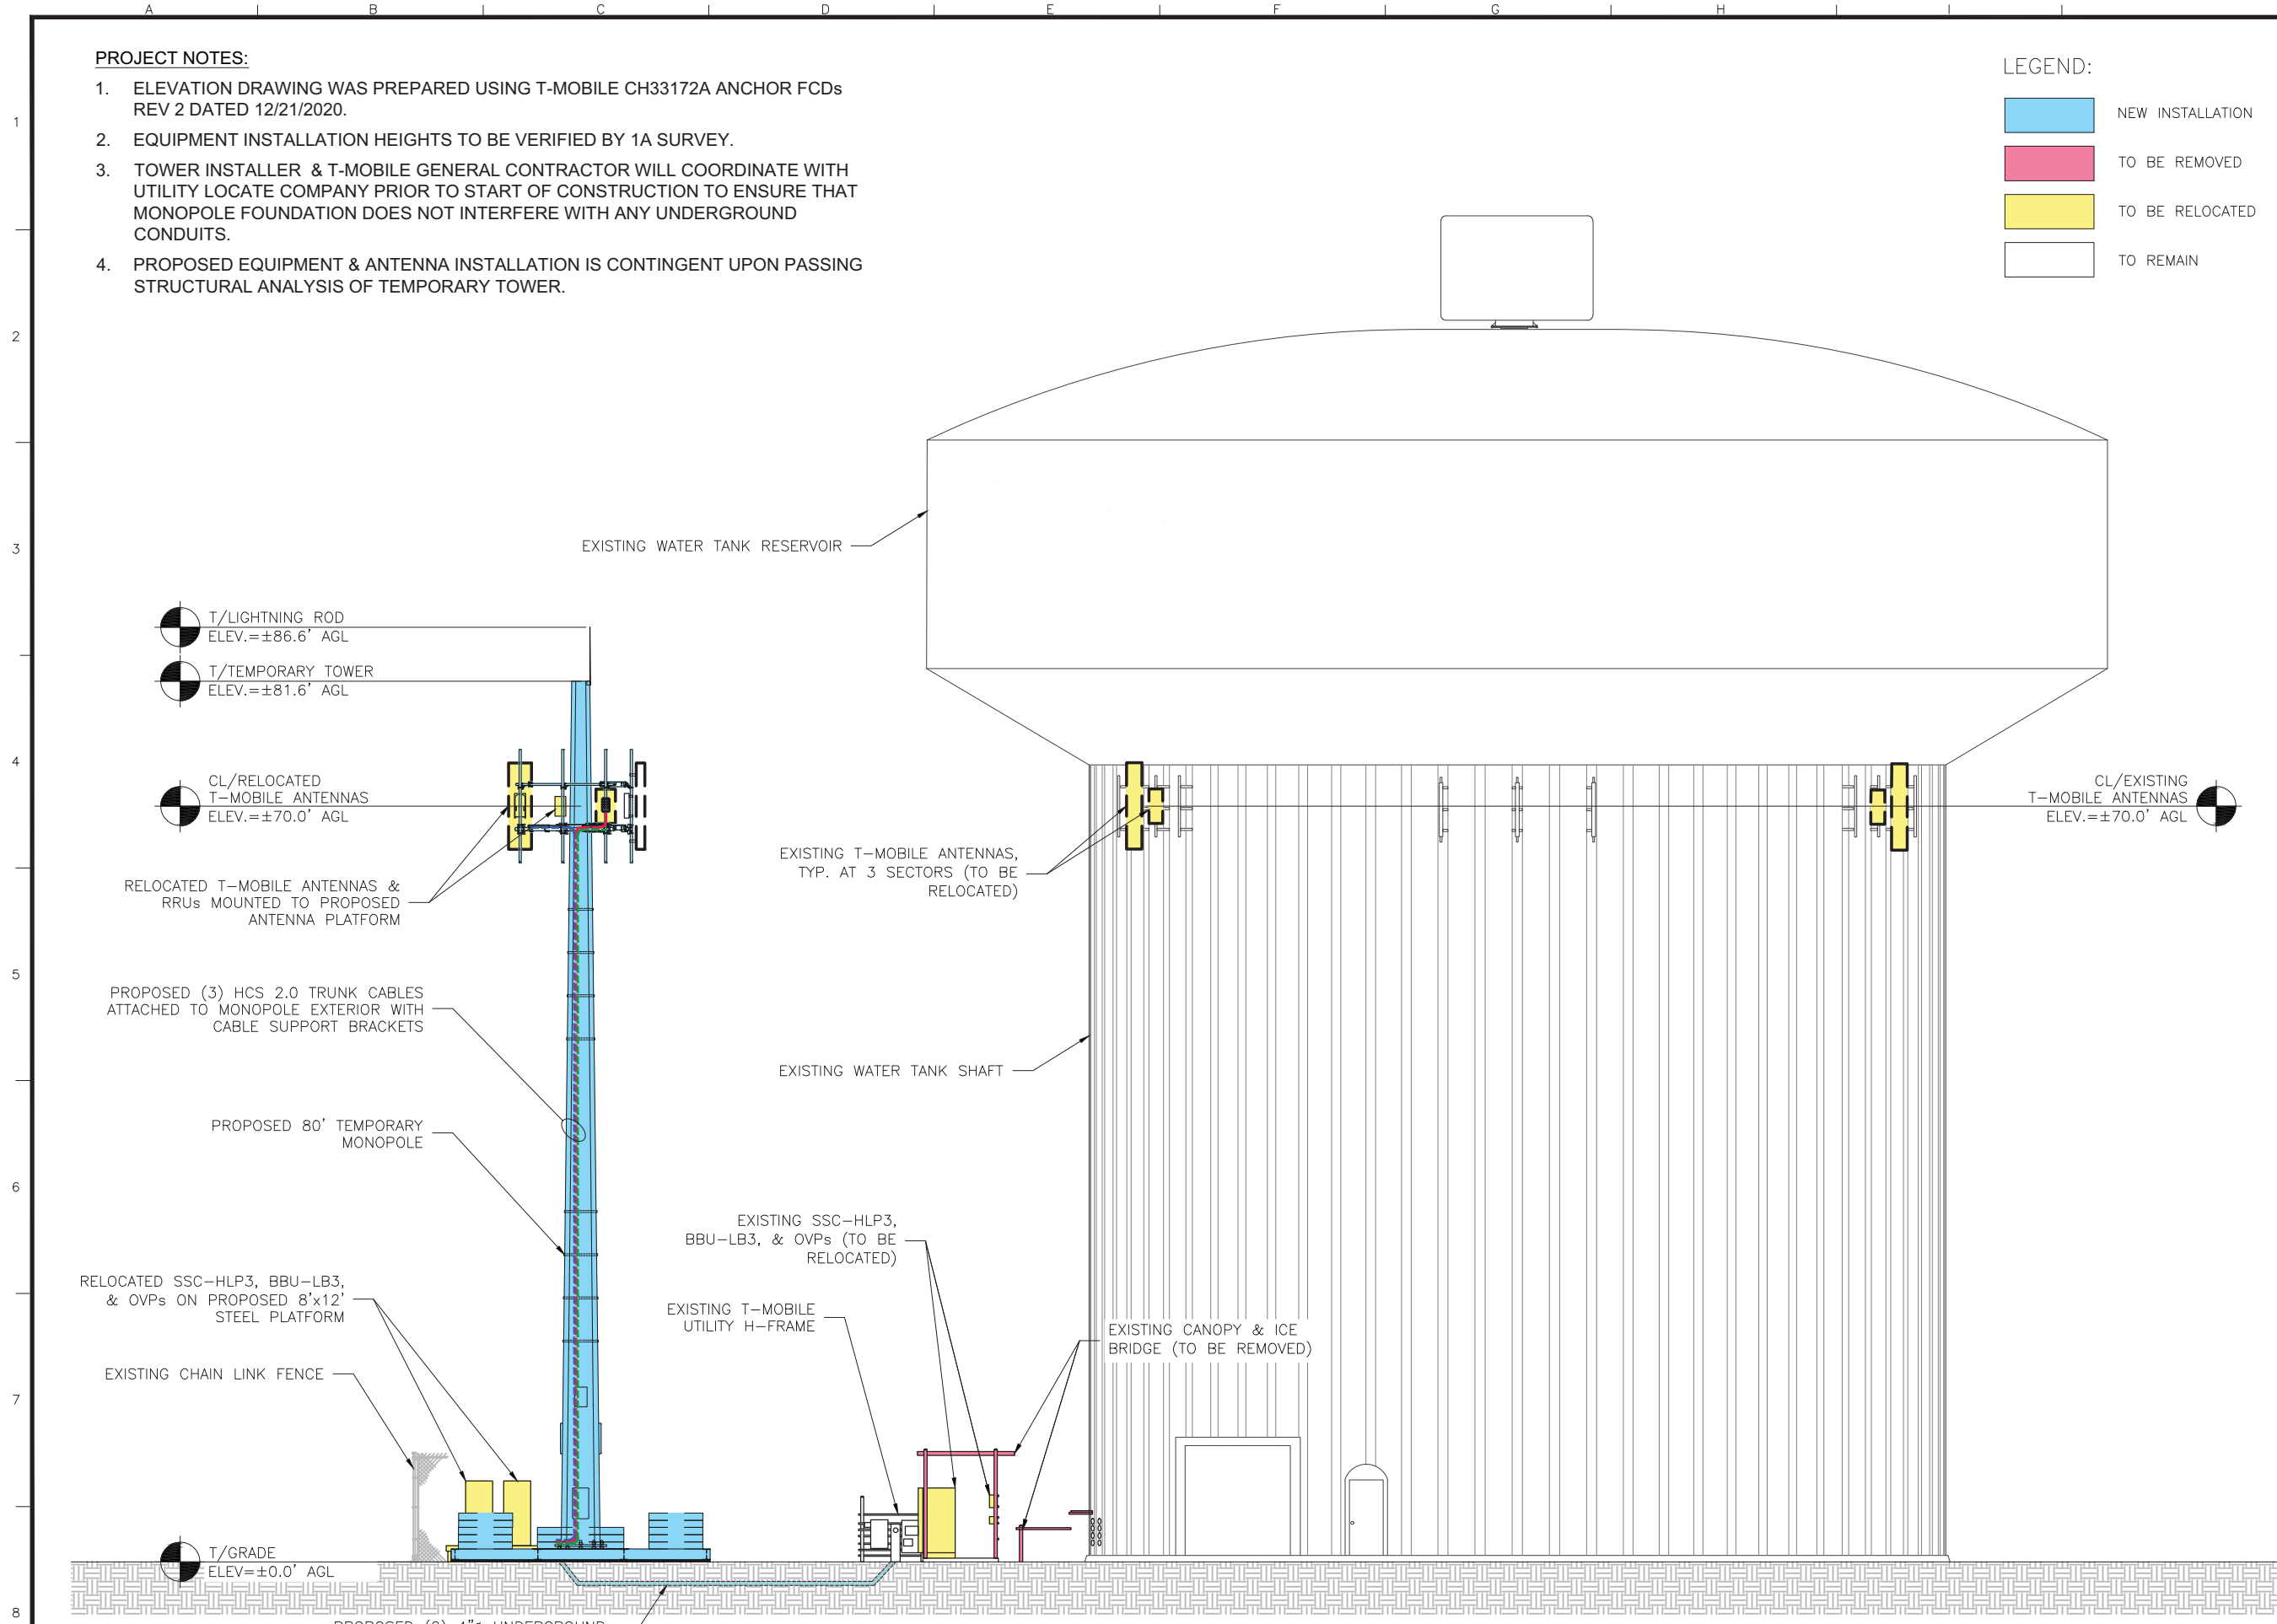 A B C D E F G H
PROJECT NOTES:
1. ELEVATION DRAWING WAS PREPARED USING T-MOBILE CH33172A ANCHOR FCDs
REV 2 DATED 12/21/2020.
2. EQUIPMENT INSTALLATION HEIGHTS TO BE VERIFIED BY 1A SURVEY.
3. TOWER INSTALLER & T-MOBILE GENERAL CONTRACTOR WILL COORDINATE WITH
UTILITY LOCATE COMPANY PRIOR TO START OF CONSTRUCTION TO ENSURE THAT
MONOPOLE FOUNDATION DOES NOT INTERFERE WITH ANY UNDERGROUND
CONDUITS.
4. PROPOSED EQUIPMENT & ANTENNA INSTALLATION IS CONTINGENT UPON PASSING
STRUCTURAL ANALYSIS OF TEMPORARY TOWER.
LEGEND:
NEW INSTALLATION
TO BE REMOVED
TO BE RELOCATED
TO REMAIN
1
2
3
4
5
6
7
8
EXISTING WATER TANK RESERVOIR
T/LIGHTNING ROD
ELEV.=±86.6' AGL
T/TEMPORARY TOWER
ELEV.=±81.6' AGL
CL/RELOCATED
T-MOBILE ANTENNAS
ELEV.=±70.0' AGL
CL/EXISTING
T-MOBILE ANTENNAS
ELEV.=±70.0' AGL
RELOCATED T-MOBILE ANTENNAS &
RRUs MOUNTED TO PROPOSED
ANTENNA PLATFORM
EXISTING T-MOBILE ANTENNAS,
TYP. AT 3 SECTORS (TO BE
RELOCATED)
PROPOSED (3) HCS 2.0 TRUNK CABLES
ATTACHED TO MONOPOLE EXTERIOR WITH
CABLE SUPPORT BRACKETS
EXISTING WATER TANK SHAFT
PROPOSED 80' TEMPORARY
MONOPOLE
EXISTING SSC-HLP3,
BBU-LB3, & OVPs (TO BE
RELOCATED)
RELOCATED SSC-HLP3, BBU-LB3,
& OVPs ON PROPOSED 8'x12'
STEEL PLATFORM
EXISTING T-MOBILE
UTILITY H-FRAME
EXISTING CANOPY & ICE
BRIDGE (TO BE REMOVED)
EXISTING CHAIN LINK FENCE
T/GRADE
ELEV=±0.0' AGL
PROPOSED (2) 4"ø UNDERGROUND